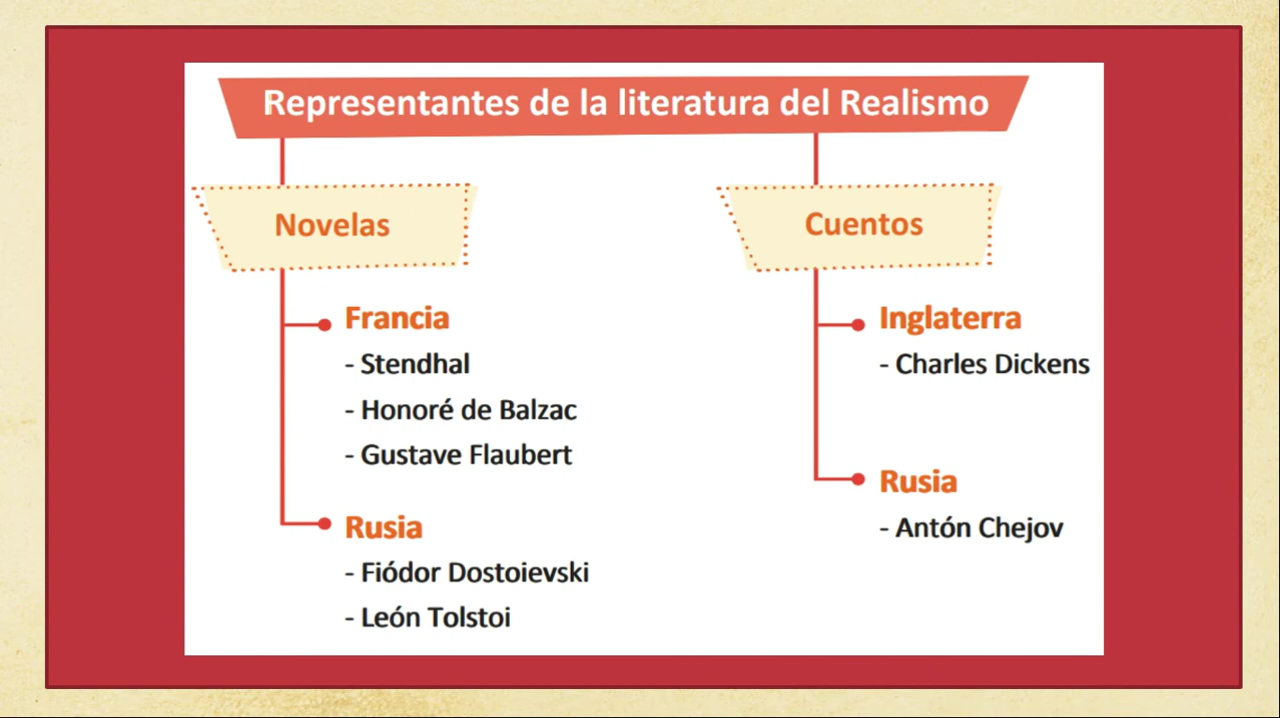 Representantes de la literatura del Realismo
Novelas
Francia
- Stendhal
- Honoré de Balzac
- Gustave Flaubert
Rusia
- Fiódor Dostoievski
- León Tolstoi
Cuentos
Inglaterra
- Charles Dickens
Rusia
- Antón Chejov